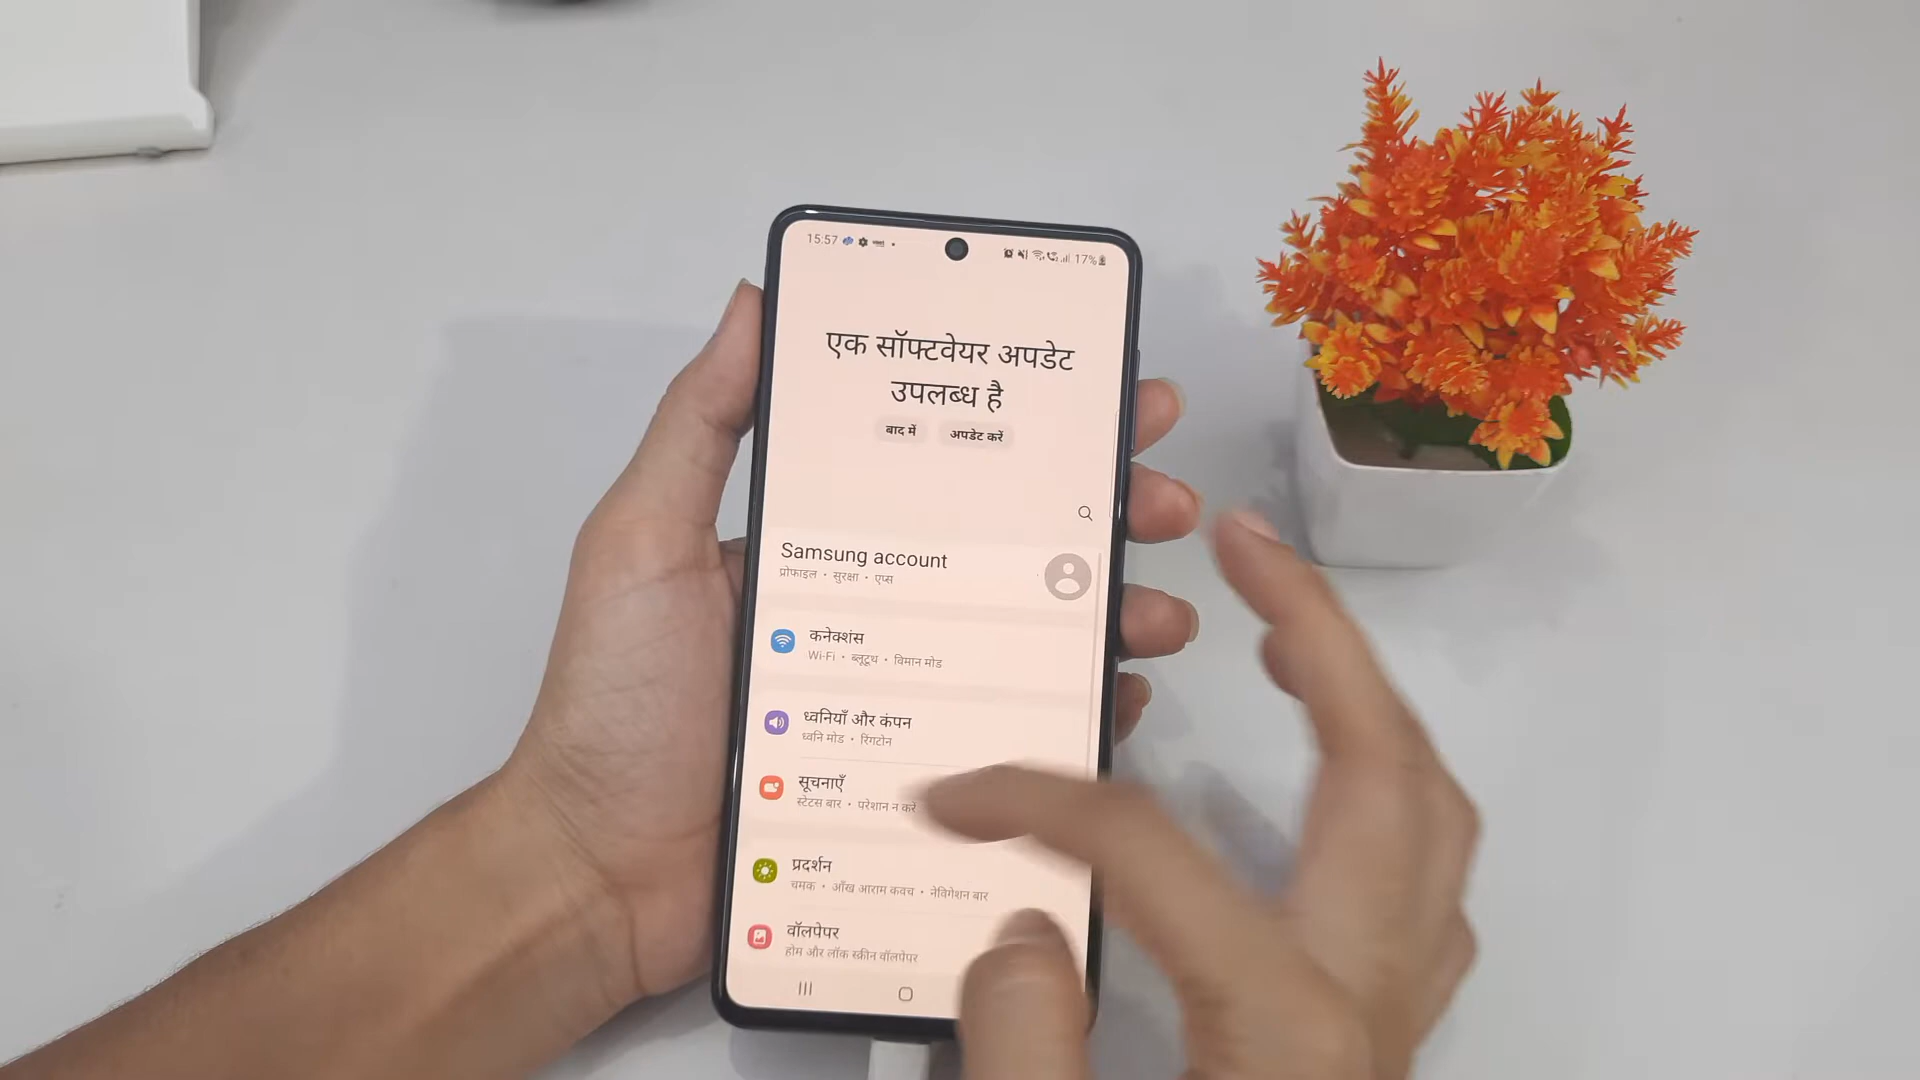 15:57
17%
एक सॉफ्टवेयर अपडेट
उपलब्ध है
बाद में
अपडेट करें
Samsung account
प्रोफाइल • सुरक्षा • एप्स
कनेक्शंस
Wi-Fi • ब्लूटूथ • विमान मोड
ध्वनियाँ और कंपन
ध्वनि मोड • रिंगटोन
सूचनाएँ
स्टेटस बार • परेशान न करें
प्रदर्शन
चमक • आँख आराम कवच • नेविगेशन बार
वॉलपेपर
होम और लॉक स्क्रीन वॉलपेपर